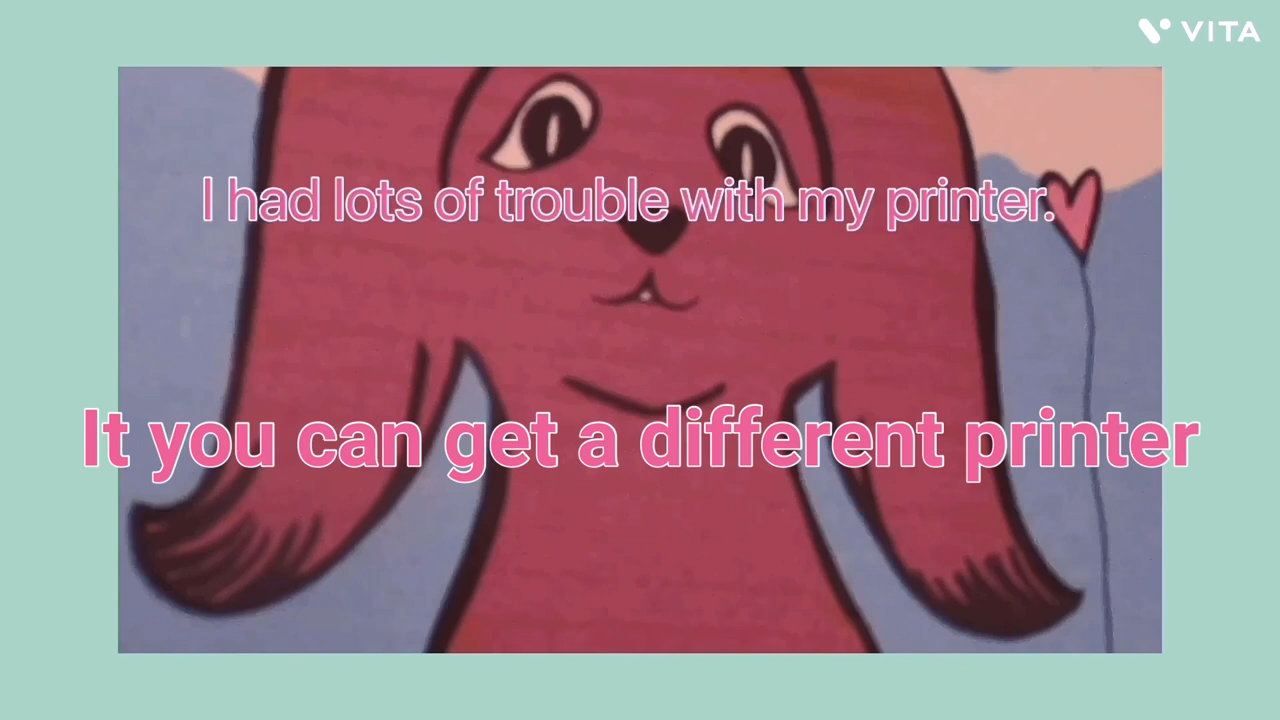 VITA
I had lots of trouble with my printer.
It you can get a different printer